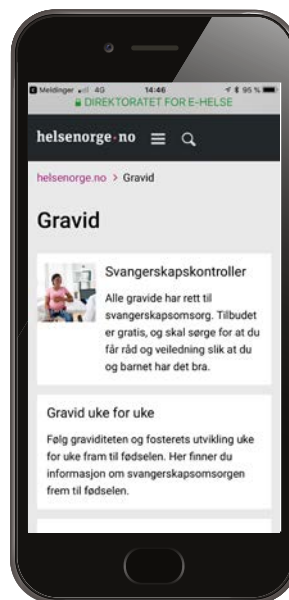 Meldinger 4G 14:46 95 %
DIREKTORATET FOR E-HELSE
helsenorge.no
helsenorge.no > Gravid
Gravid
Svangerskapskontroller
Alle gravide har rett til
svangerskapsomsorg. Tilbudet
er gratis, og skal sørge for at du
får råd og veiledning slik at du
og barnet har det bra.
Gravid uke for uke
Følg graviditeten og fosterets utvikling uke
for uke fram til fødselen. Her finner du
informasjon om svangerskapsomsorgen
frem til fødselen.